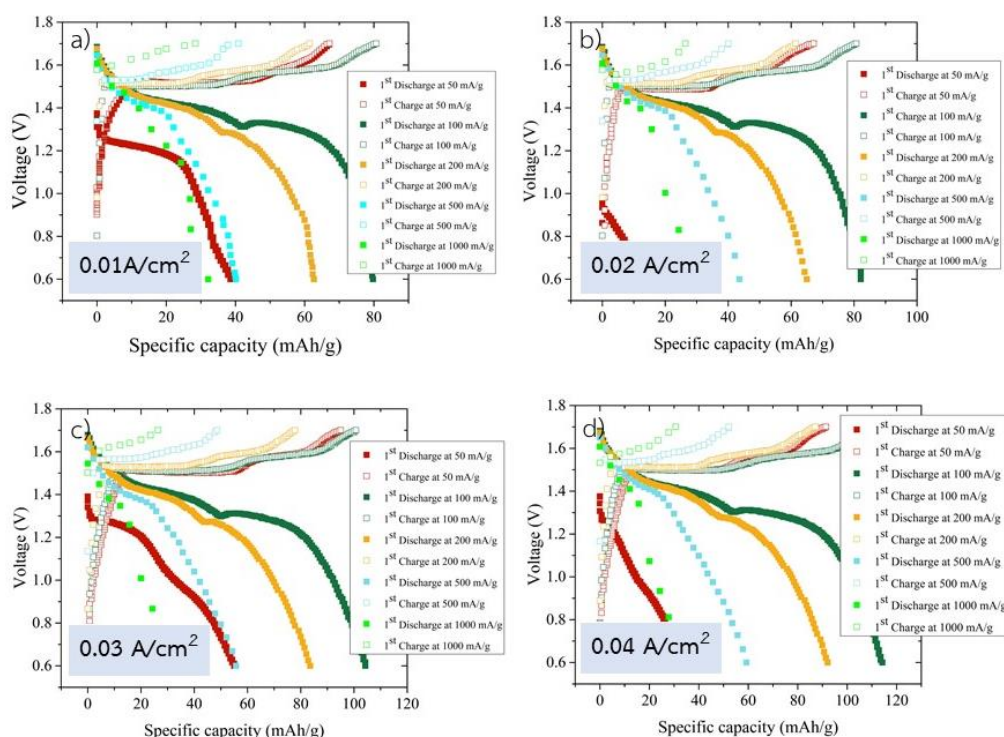 a)
1.8
1.6
1.4
1.2
1.0
0.8
0.6
Voltage (V)
1st Discharge at 50 mA/g
1st Charge at 50 mA/g
1st Discharge at 100 mA/g
1st Charge at 100 mA/g
1st Discharge at 200 mA/g
1st Charge at 200 mA/g
1st Discharge at 500 mA/g
1st Charge at 500 mA/g
1st Discharge at 1000 mA/g
1st Charge at 1000 mA/g
0.01A/cm2
0 20 40 60 80
Specific capacity (mAh/g)
b)
1.8
1.6
1.4
1.2
1.0
0.8
0.6
Voltage (V)
1st Discharge at 50 mA/g
1st Charge at 50 mA/g
1st Charge at 100 mA/g
1st Charge at 100 mA/g
1st Discharge at 200 mA/g
1st Charge at 200 mA/g
1st Discharge at 500 mA/g
1st Charge at 500 mA/g
1st Discharge at 1000 mA/g
1st Charge at 1000 mA/g
0.02 A/cm2
0 20 40 60 80 100
Specific capacity (mAh/g)
c)
1.8
1.6
1.4
1.2
1.0
0.8
0.6
Voltage (V)
1st Discharge at 50 mA/g
1st Charge at 50 mA/g
1st Discharge at 100 mA/g
1st Charge at 100 mA/g
1st Discharge at 200 mA/g
1st Charge at 200 mA/g
1st Discharge at 500 mA/g
1st Charge at 500 mA/g
1st Discharge at 1000 mA/g
1st Charge at 1000 mA/g
0.03 A/cm2
0 20 40 60 80 100 120
Specific capacity (mAh/g)
d)
1.8
1.6
1.4
1.2
1.0
0.8
0.6
Voltage (V)
1st Discharge at 50 mA/g
1st Charge at 50 mA/g
1st Discharge at 100 mA/g
1st Charge at 100 mA/g
1st Discharge at 200 mA/g
1st Charge at 200 mA/g
1st Discharge at 500 mA/g
1st Charge at 500 mA/g
1st Discharge at 1000 mA/g
1st Charge at 1000 mA/g
0.04 A/cm2
0 20 40 60 80 100 120
Specific capacity (mAh/g)